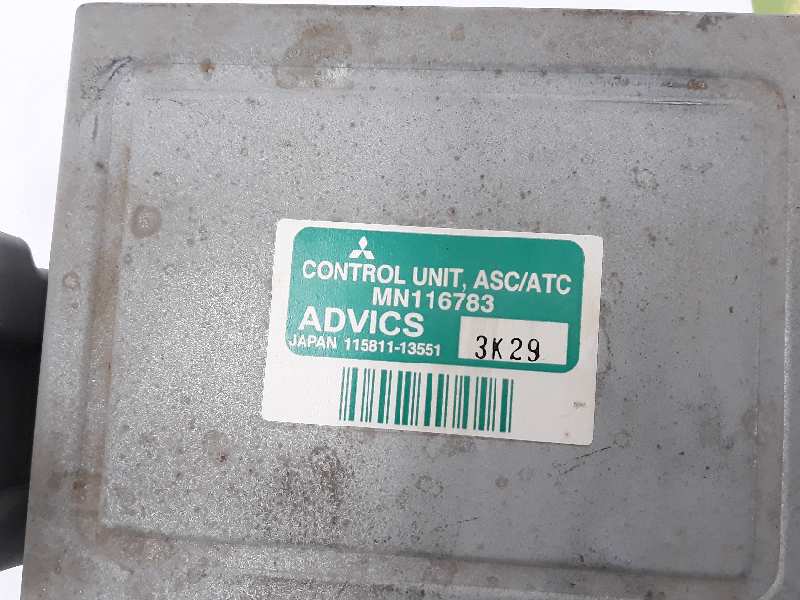 CONTROL UNIT, ASC/ATC
MN116783
ADVICS
JAPAN 115811-13551 3K29